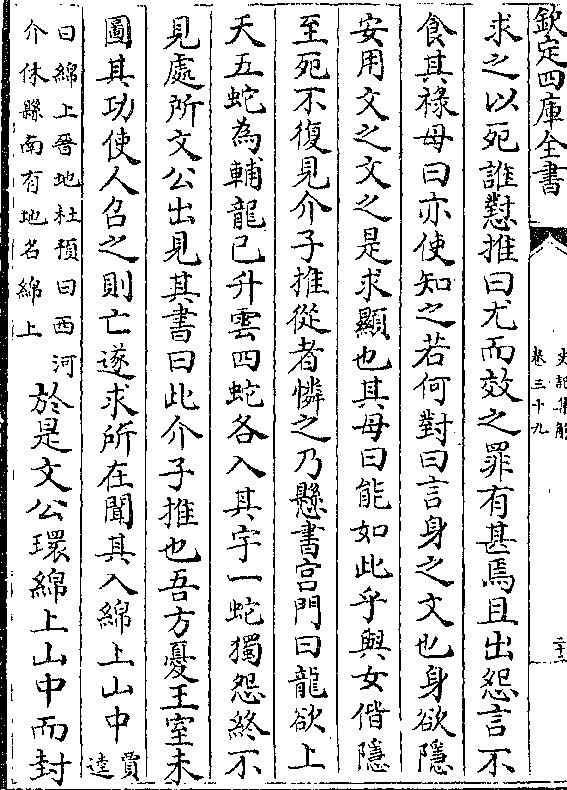 欽定四庫全書
史記集解
卷三十九
求之以死誰懟推曰尤而效之罪有甚焉且出怨言不
食其祿母曰亦使知之若何對曰言身之文也身欲隱
安用文之文之是求顯也其母曰能如此乎與女偕隱
至死不復見介子推從者憐之乃懸書宮門曰龍欲上
天五蛇為輔龍已升雲四蛇各入其宇一蛇獨怨終不
見處所文公出見其書曰此介子推也吾方憂王室未
圖其功使人召之則亡遂求所在聞其入綿上山中賈
逵
曰綿上晉地杜預曰西河
介休縣南有地名綿上
於是文公環綿上山中而封